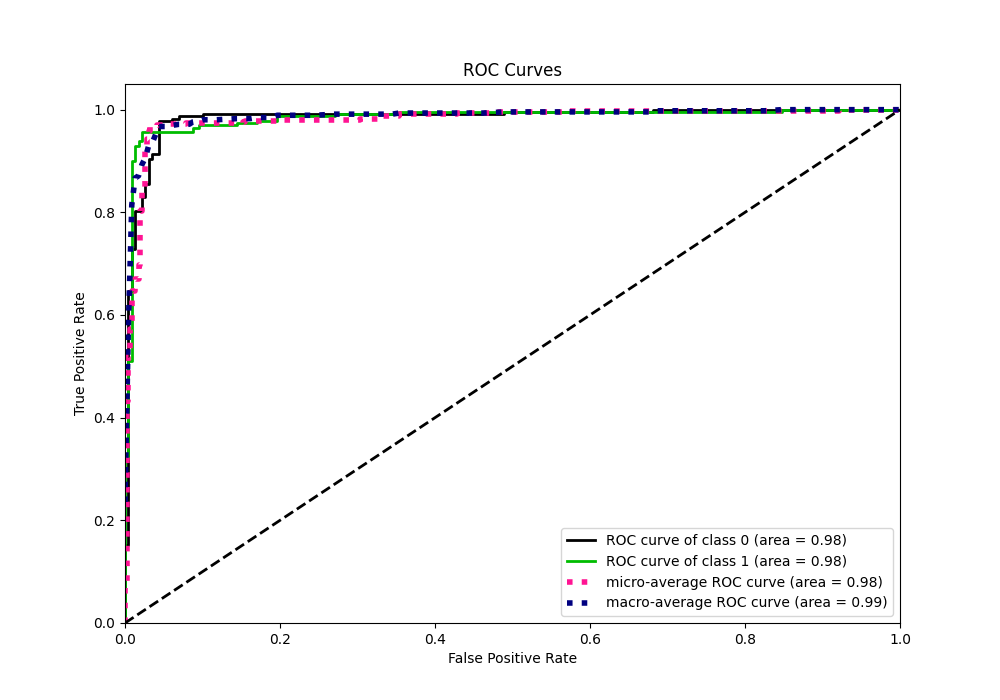 ROC Curves
True Positive Rate
1.0
0.8
0.6
0.4
0.2
0.0
ROC curve of class 0 (area = 0.98)
ROC curve of class 1 (area = 0.98)
micro-average ROC curve (area = 0.98)
macro-average ROC curve (area = 0.99)
0.0 0.2 0.4 0.6 0.8 1.0
False Positive Rate